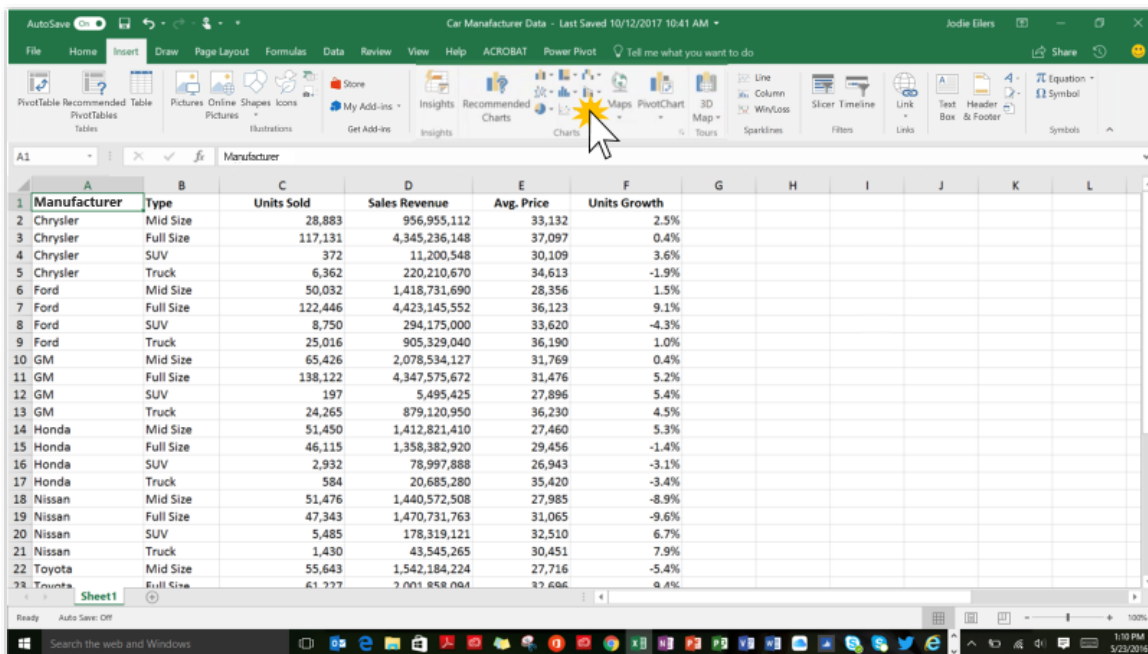 AutoSave On Car Manafacturer Data - Last Saved 10/12/2017 10:41 AM Jodie Eilers
File Home Insert Draw Page Layout Formulas Data Review View Help ACROBAT Power Pivot Tell me what you want to do Share
PivotTable Recommended PivotTables Table Pictures Online Pictures Shapes Icons Store My Add-ins Insights Recommended Charts Maps PivotChart 3D Map Line Column Win/Loss Slicer Timeline Link Text Box Header & Footer Equation Symbol
Tables Illustrations Get Add-ins Insights Charts Tours Sparklines Filters Links Symbols
A1 fx Manufacturer
A B C D E F G H I J K L
1 Manufacturer Type Units Sold Sales Revenue Avg. Price Units Growth
2 Chrysler Mid Size 28,883 956,955,112 33,132 2.5%
3 Chrysler Full Size 117,131 4,345,236,148 37,097 0.4%
4 Chrysler SUV 372 11,200,548 30,109 3.6%
5 Chrysler Truck 6,362 220,210,670 34,613 -1.9%
6 Ford Mid Size 50,032 1,418,731,690 28,356 1.5%
7 Ford Full Size 122,446 4,423,145,552 36,123 9.1%
8 Ford SUV 8,750 294,175,000 33,620 -4.3%
9 Ford Truck 25,016 905,329,040 36,190 1.0%
10 GM Mid Size 65,426 2,078,534,127 31,769 0.4%
11 GM Full Size 138,122 4,347,575,672 31,476 5.2%
12 GM SUV 197 5,495,425 27,896 5.4%
13 GM Truck 24,265 879,120,950 36,230 4.5%
14 Honda Mid Size 51,450 1,412,821,410 27,460 5.3%
15 Honda Full Size 46,115 1,358,382,920 29,456 -1.4%
16 Honda SUV 2,932 78,997,888 26,943 -3.1%
17 Honda Truck 584 20,685,280 35,420 -3.4%
18 Nissan Mid Size 51,476 1,440,572,508 27,985 -8.9%
19 Nissan Full Size 47,343 1,470,731,763 31,065 -9.6%
20 Nissan SUV 5,485 178,319,121 32,510 6.7%
21 Nissan Truck 1,430 43,545,265 30,451 7.9%
22 Toyota Mid Size 55,643 1,542,184,224 27,716 -5.4%
23 Toyota Full Size 61,227 2,001,858,094 32,696 9.4%
Sheet1
Ready Auto Save: Off 100%
Search the web and Windows 1:10 PM